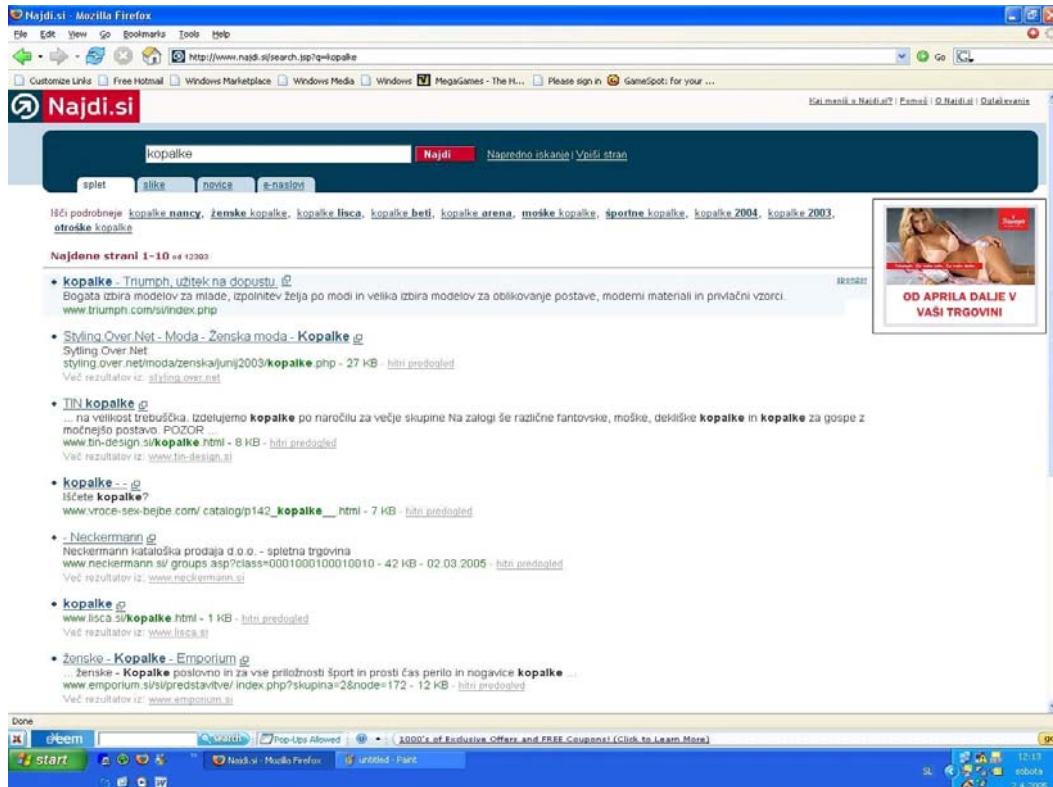 Najdi.si - Mozilla Firefox
File Edit View Go Bookmarks Tools Help
http://www.najdi.si/search.jsp?q=kopalke
Go
Customize Links Free Hotmail Windows Marketplace Windows Media Windows MegaGames - The H... Please sign in GameSpot: for your ...
Najdi.si
Kaj meniš o Najdi.si? | Pomoč | O Najdi.si | Oglaševanje
kopalke Najdi Napredno iskanje | Vpiši stran
splet slike novice e-naslovi
Išči podrobneje kopalke nancy, ženske kopalke, kopalke lisca, kopalke beti, kopalke arena, moške kopalke, športne kopalke, kopalke 2004, kopalke 2003,
otroške kopalke
Najdene strani 1-10 od 12303
kopalke - Triumph, užitek na dopustu.
Bogata izbira modelov za mlade, izpolnitev želja po modi in velika izbira modelov za oblikovanje postave, moderni materiali in privlačni vzorci.
www.triumph.com/si/index.php
Triumph
OD APRILA DALJE V
VAŠI TRGOVINI
Styling.Over.Net - Moda - Ženska moda - Kopalke
Sytling.Over.Net
styling.over.net/moda/zenska/junij2003/kopalke.php - 27 KB - hitri predogled
Več rezultatov iz: styling.over.net
TIN kopalke
... na velikost trebuščka. Izdelujemo kopalke po naročilu za večje skupine Na zalogi še različne fantovske, moške, dekliške kopalke in kopalke za gospe z
močnejšo postavo. POZOR ...
www.tin-design.si/kopalke.html - 8 KB - hitri predogled
Več rezultatov iz: www.tin-design.si
kopalke - -
Iščete kopalke?
www.vroce-sex-bejbe.com/ catalog/p142_kopalke__.html - 7 KB - hitri predogled
- Neckermann
Neckermann kataloška prodaja d.o.o. - spletna trgovina
www.neckermann.si/ groups.asp?class=0001000100010010 - 42 KB - 02.03.2005 - hitri predogled
Več rezultatov iz: www.neckermann.si
kopalke
www.lisca.si/kopalke.html - 1 KB - hitri predogled
Več rezultatov iz: www.lisca.si
ženske - Kopalke - Emporium
... ženske - Kopalke poslovno in za vse priložnosti šport in prosti čas perilo in nogavice kopalke ...
www.emporium.si/si/predstavitve/ index.php?skupina=2&node=172 - 12 KB - hitri predogled
Več rezultatov iz: www.emporium.si
Done
eXeem Search Pop-Ups Allowed 1000's of Exclusive Offers and FREE Coupons! (Click to Learn More)
start Najdi.si - Mozilla Firefox untitled - Paint SL 12:13
sobota
2.4.2005